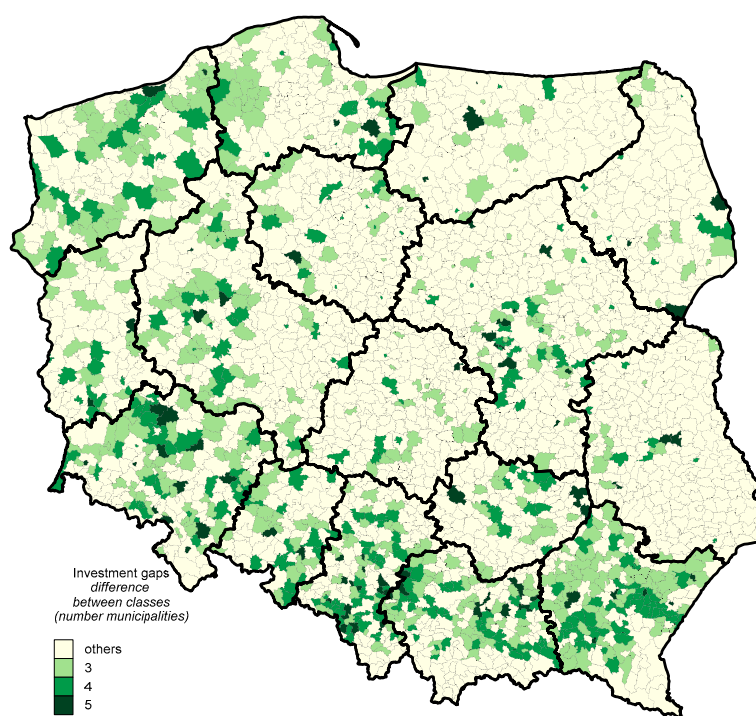 Investment gaps
difference
between classes
(number municipalities)
others
3
4
5